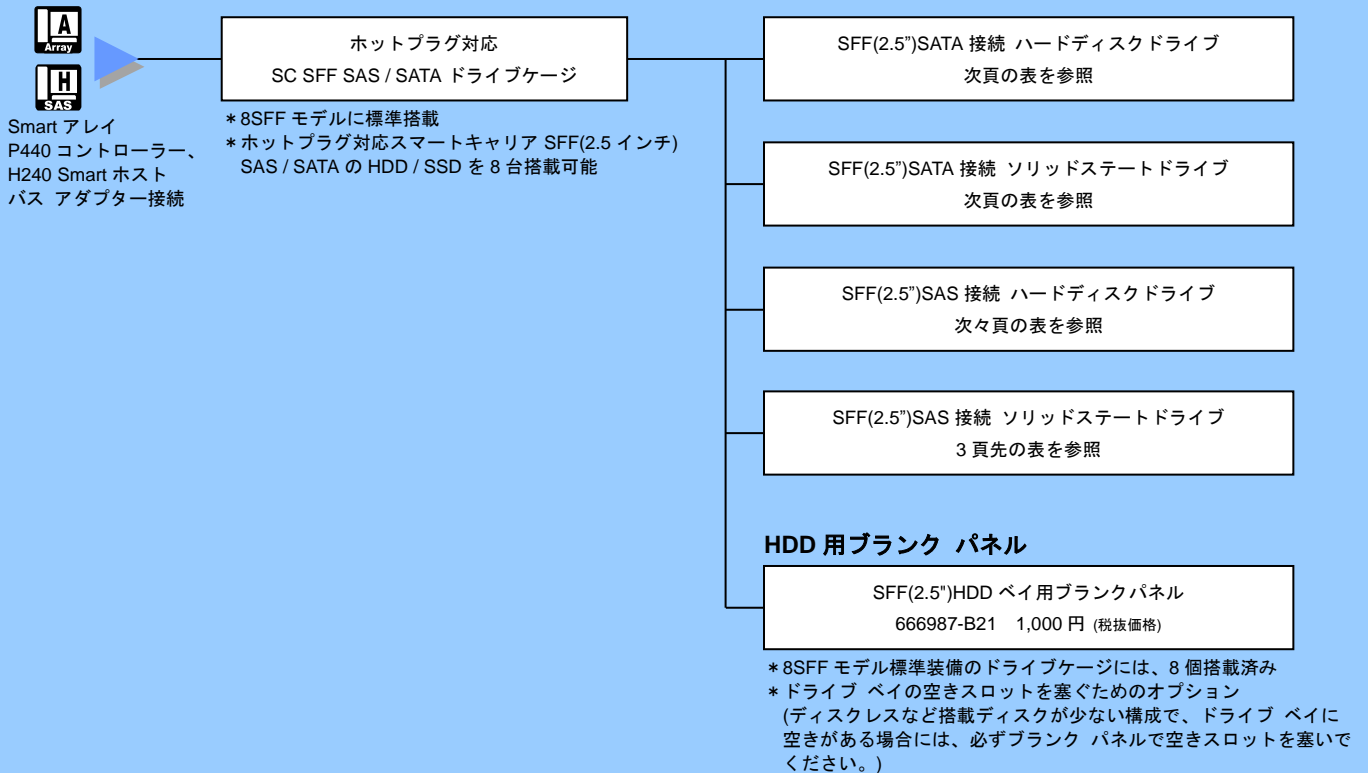 A
Array
H
SAS
Smart アレイ
P440 コントローラー、
H240 Smart ホスト
バス アダプター接続
ホットプラグ対応
SC SFF SAS / SATA ドライブケージ
＊8SFF モデルに標準搭載
＊ホットプラグ対応スマートキャリア SFF(2.5 インチ)
SAS / SATA の HDD / SSD を 8 台搭載可能
SFF(2.5”)SATA 接続 ハードディスクドライブ
次頁の表を参照
SFF(2.5”)SATA 接続 ソリッドステートドライブ
次頁の表を参照
SFF(2.5”)SAS 接続 ハードディスクドライブ
次々頁の表を参照
SFF(2.5”)SAS 接続 ソリッドステートドライブ
3 頁先の表を参照
HDD 用ブランク パネル
SFF(2.5")HDD ベイ用ブランクパネル
666987-B21 1,000 円 (税抜価格)
＊8SFF モデル標準装備のドライブケージには、8 個搭載済み
＊ドライブ ベイの空きスロットを塞ぐためのオプション
(ディスクレスなど搭載ディスクが少ない構成で、ドライブ ベイに
空きがある場合には、必ずブランク パネルで空きスロットを塞いで
ください。)